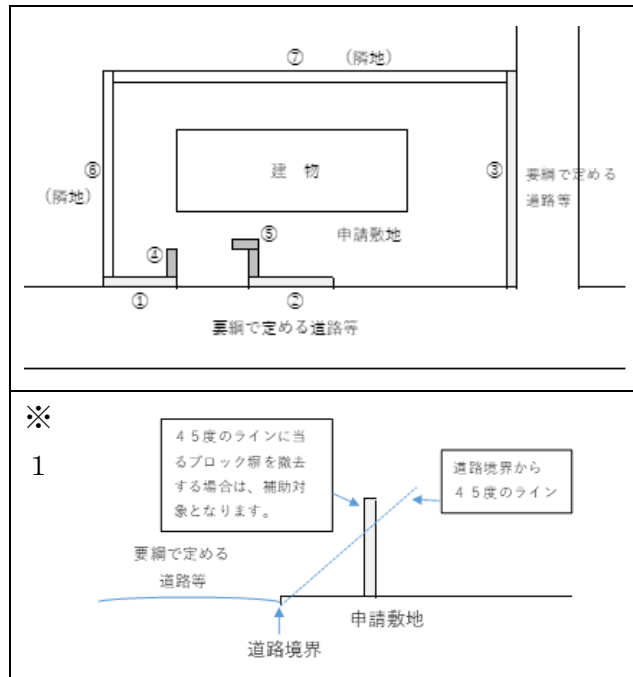 ⑦ (隣地)
⑥
(隣地)
建 物
③
要綱で定める
道路等
申請敷地
④
⑤
①
②
要綱で定める道路等
※
1
４５度のラインに当
るブロック塀を撤去
する場合は、補助対
象となります。
道路境界から
４５度のライン
要綱で定める
道路等
申請敷地
道路境界